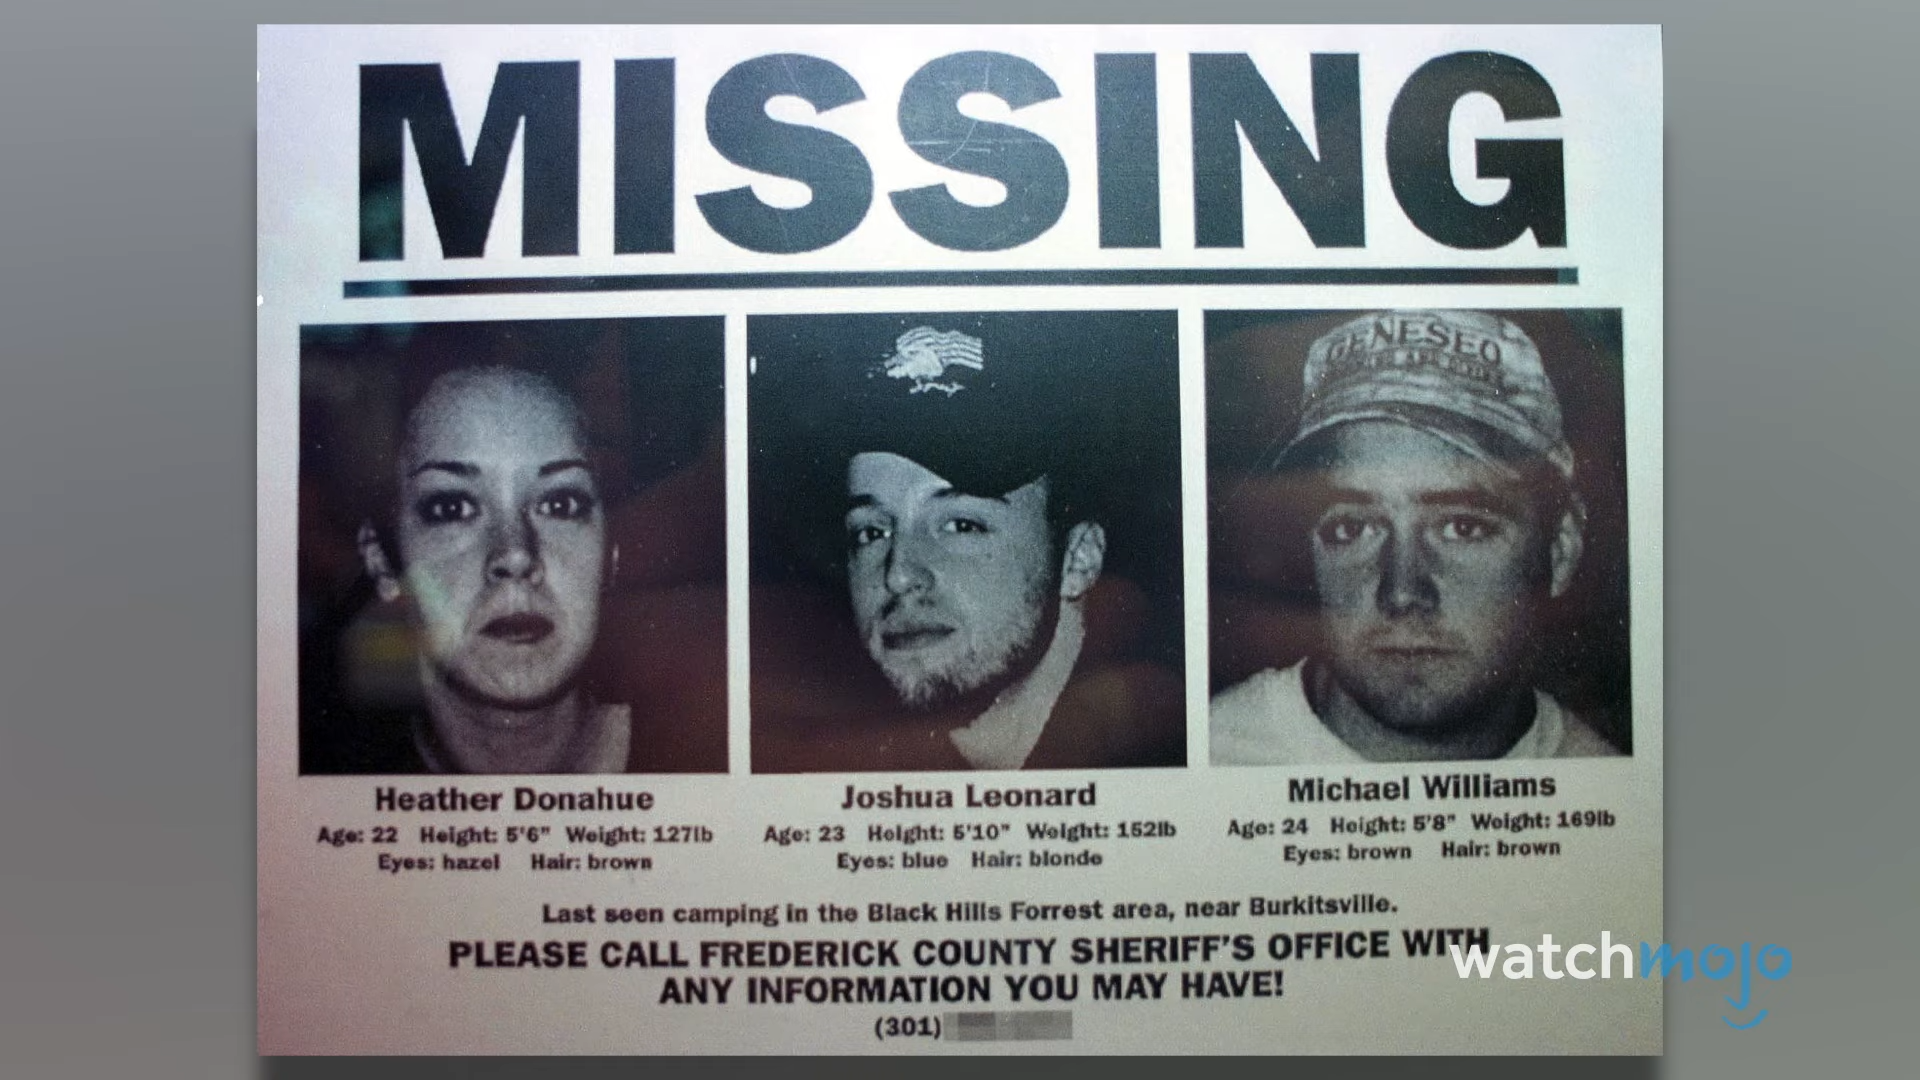 MISSING
GENESEO
Heather Donahue
Age: 22 Height: 5'6" Weight: 127lb
Eyes: hazel Hair: brown
Joshua Leonard
Age: 23 Height: 5'10" Weight: 152lb
Eyes: blue Hair: blonde
Michael Williams
Age: 24 Height: 5'8" Weight: 169lb
Eyes: brown Hair: brown
Last seen camping in the Black Hills Forrest area, near Burkitsville.
PLEASE CALL FREDERICK COUNTY SHERIFF'S OFFICE WITH
ANY INFORMATION YOU MAY HAVE!
(301)
watchmojo